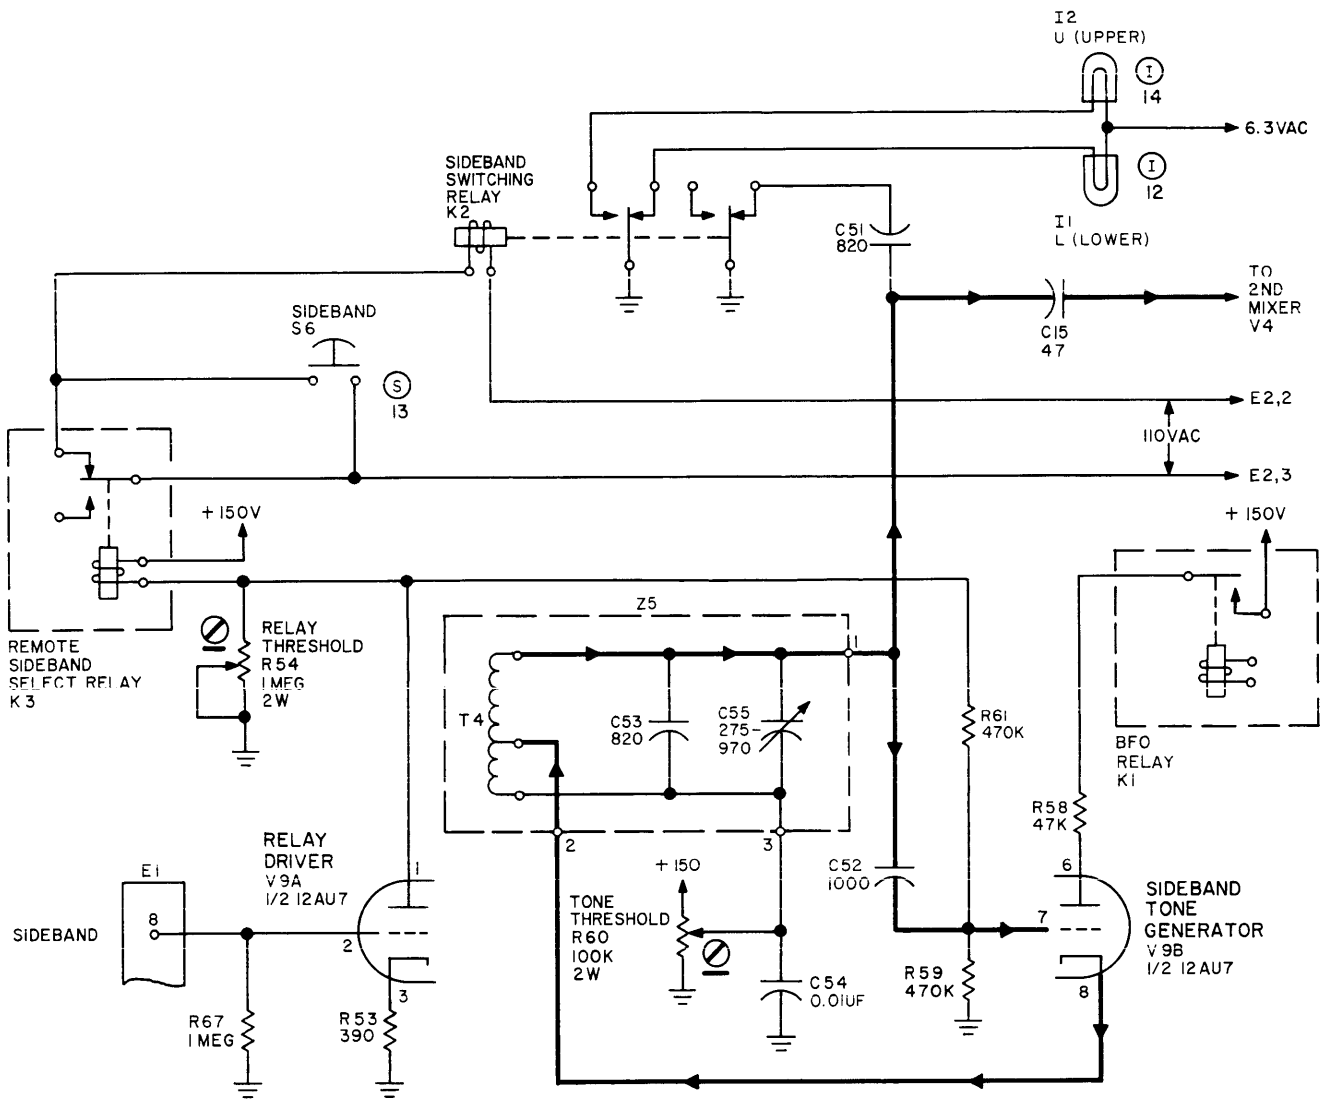 I2
U (UPPER)
I
14
6.3VAC
I
12
I1
L (LOWER)
SIDEBAND
SWITCHING
RELAY
K2
C51
820
TO
2ND
MIXER
V4
C15
47
SIDEBAND
S6
S
13
E2,2
110VAC
E2,3
+150V
+150V
REMOTE
SIDEBAND
SELECT RELAY
K3
RELAY
THRESHOLD
R54
1MEG
2W
Z5
1
T4
C53
820
C55
275-
970
2
3
R61
470K
BFO
RELAY
K1
R58
47K
RELAY
DRIVER
V9A
1/2 12AU7
1
2
3
E1
8
SIDEBAND
R67
1MEG
R53
390
+150
TONE
THRESHOLD
R60
100K
2W
C52
1000
C54
0.01UF
R59
470K
6
7
8
SIDEBAND
TONE
GENERATOR
V9B
1/2 12AU7